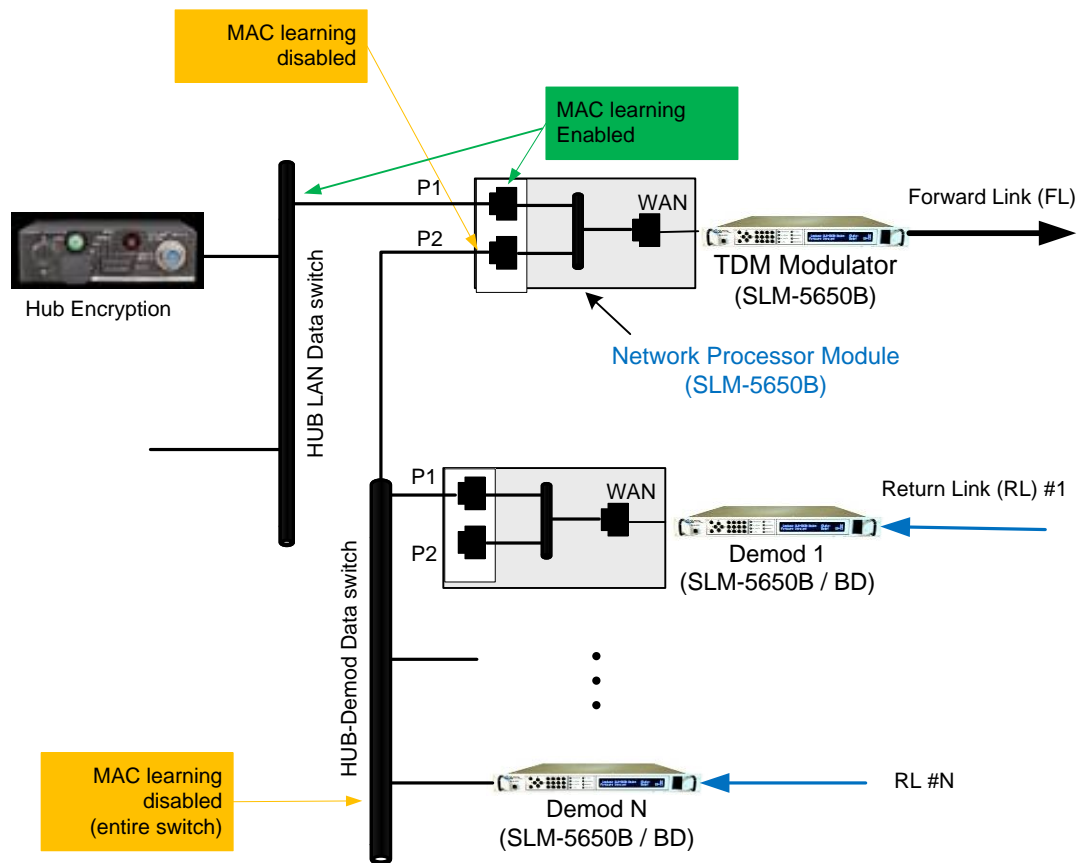 MAC learning
disabled
MAC learning
Enabled
P1
P2
WAN
Forward Link (FL)
TDM Modulator
(SLM-5650B)
Hub Encryption
HUB LAN Data switch
Network Processor Module
(SLM-5650B)
P1
P2
WAN
Return Link (RL) #1
Demod 1
(SLM-5650B / BD)
HUB-Demod Data switch
MAC learning
disabled
(entire switch)
RL #N
Demod N
(SLM-5650B / BD)